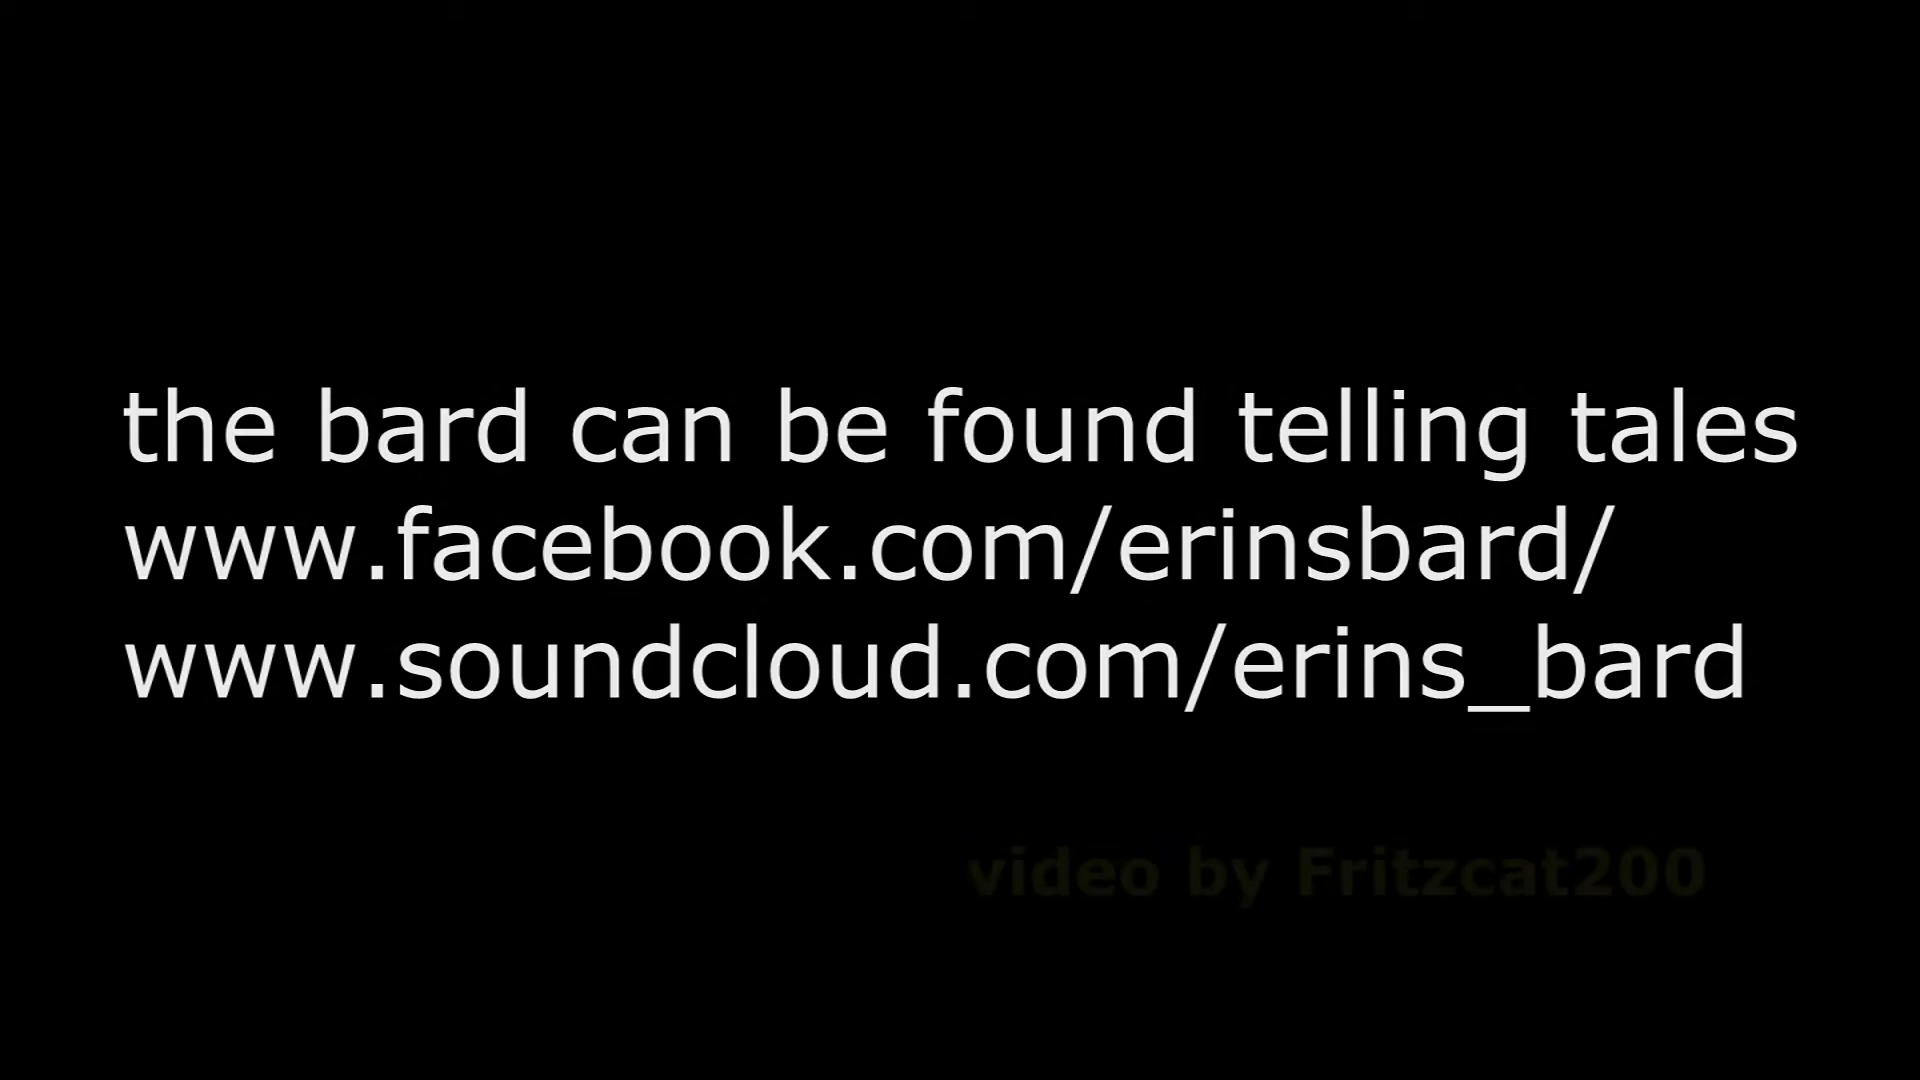 the bard can be found telling tales
www.facebook.com/erinsbard/
www.soundcloud.com/erins_bard
video by Fritzcat200